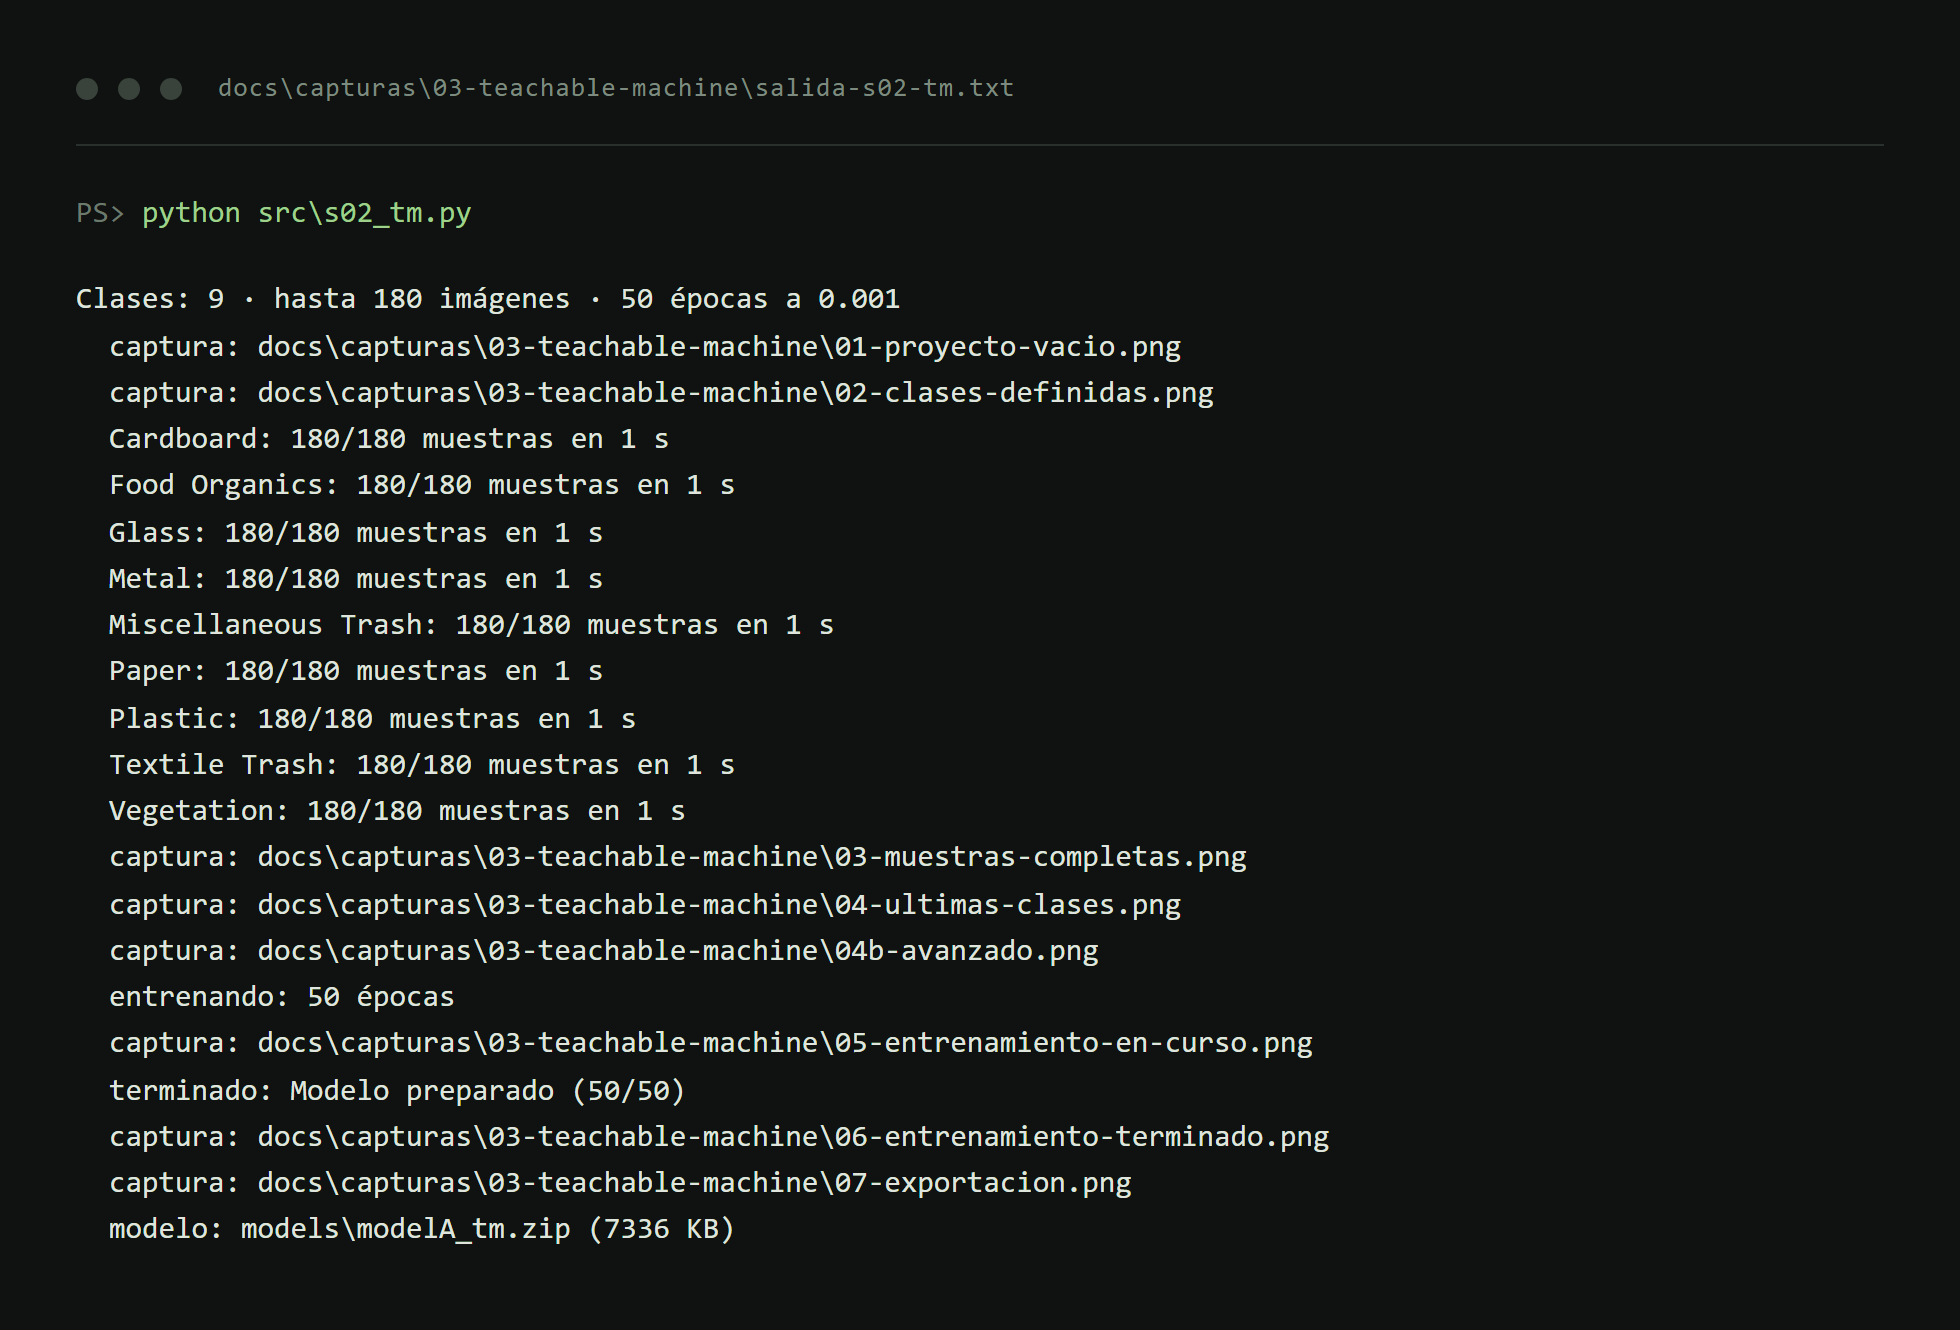 docs\capturas\03-teachable-machine\salida-s02-tm.txt
PS> python src\s02_tm.py
Clases: 9 · hasta 180 imágenes · 50 épocas a 0.001
captura: docs\capturas\03-teachable-machine\01-proyecto-vacio.png
captura: docs\capturas\03-teachable-machine\02-clases-definidas.png
Cardboard: 180/180 muestras en 1 s
Food Organics: 180/180 muestras en 1 s
Glass: 180/180 muestras en 1 s
Metal: 180/180 muestras en 1 s
Miscellaneous Trash: 180/180 muestras en 1 s
Paper: 180/180 muestras en 1 s
Plastic: 180/180 muestras en 1 s
Textile Trash: 180/180 muestras en 1 s
Vegetation: 180/180 muestras en 1 s
captura: docs\capturas\03-teachable-machine\03-muestras-completas.png
captura: docs\capturas\03-teachable-machine\04-ultimas-clases.png
captura: docs\capturas\03-teachable-machine\04b-avanzado.png
entrenando: 50 épocas
captura: docs\capturas\03-teachable-machine\05-entrenamiento-en-curso.png
terminado: Modelo preparado (50/50)
captura: docs\capturas\03-teachable-machine\06-entrenamiento-terminado.png
captura: docs\capturas\03-teachable-machine\07-exportacion.png
modelo: models\modelA_tm.zip (7336 KB)